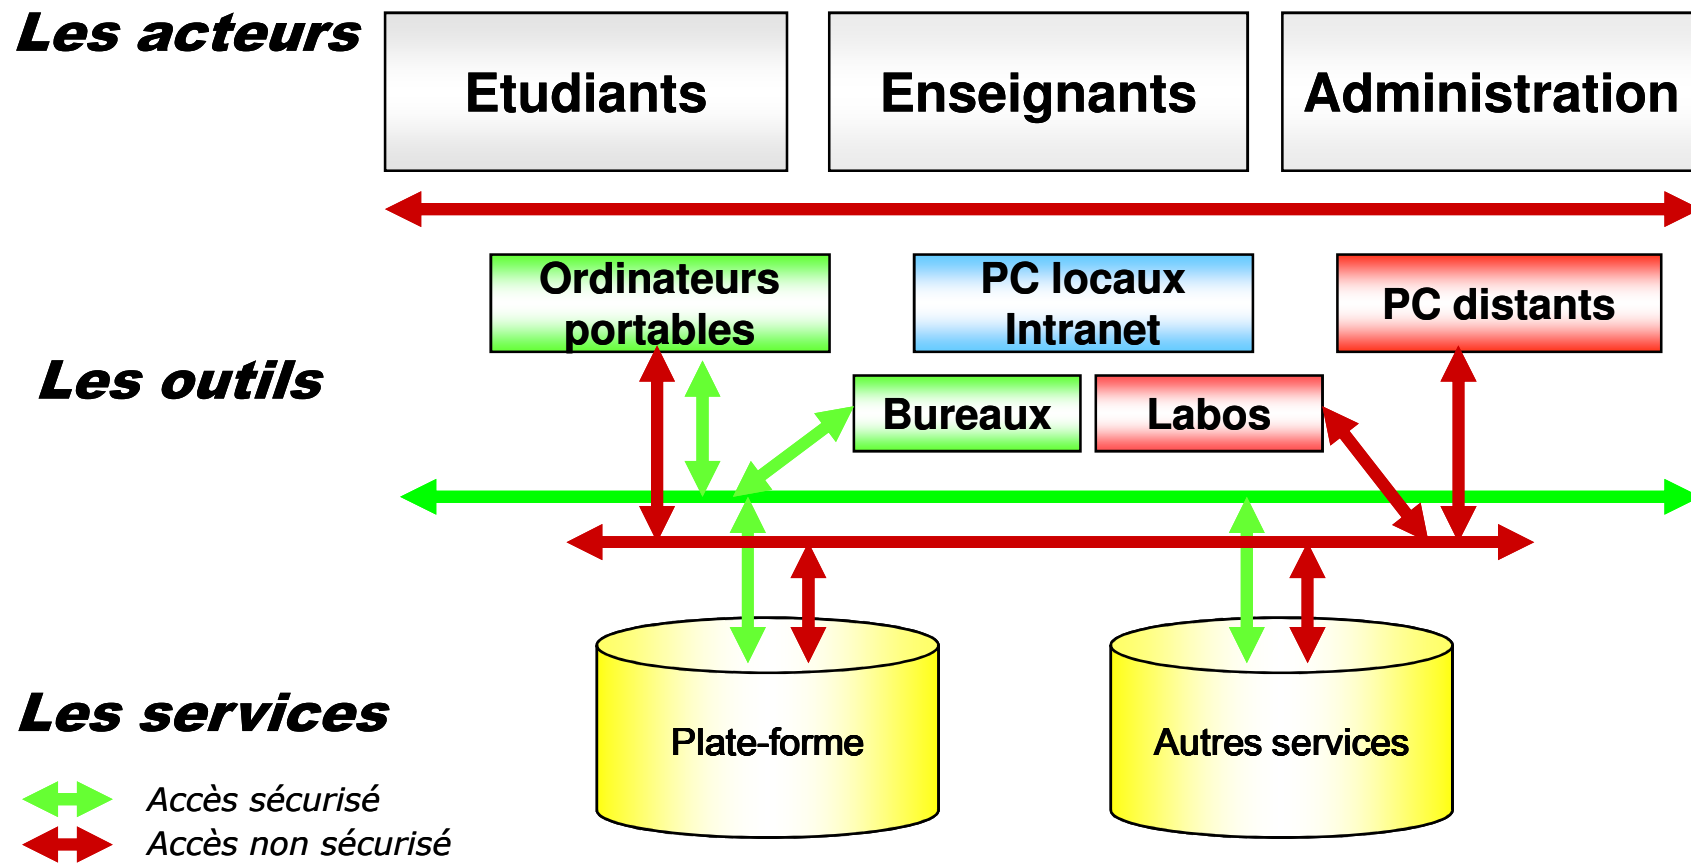 Les acteurs
Etudiants
Enseignants
Administration
Ordinateurs
portables
PC locaux
Intranet
PC distants
Les outils
Bureaux
Labos
Les services
Plate-forme
Autres services
Accès sécurisé
Accès non sécurisé